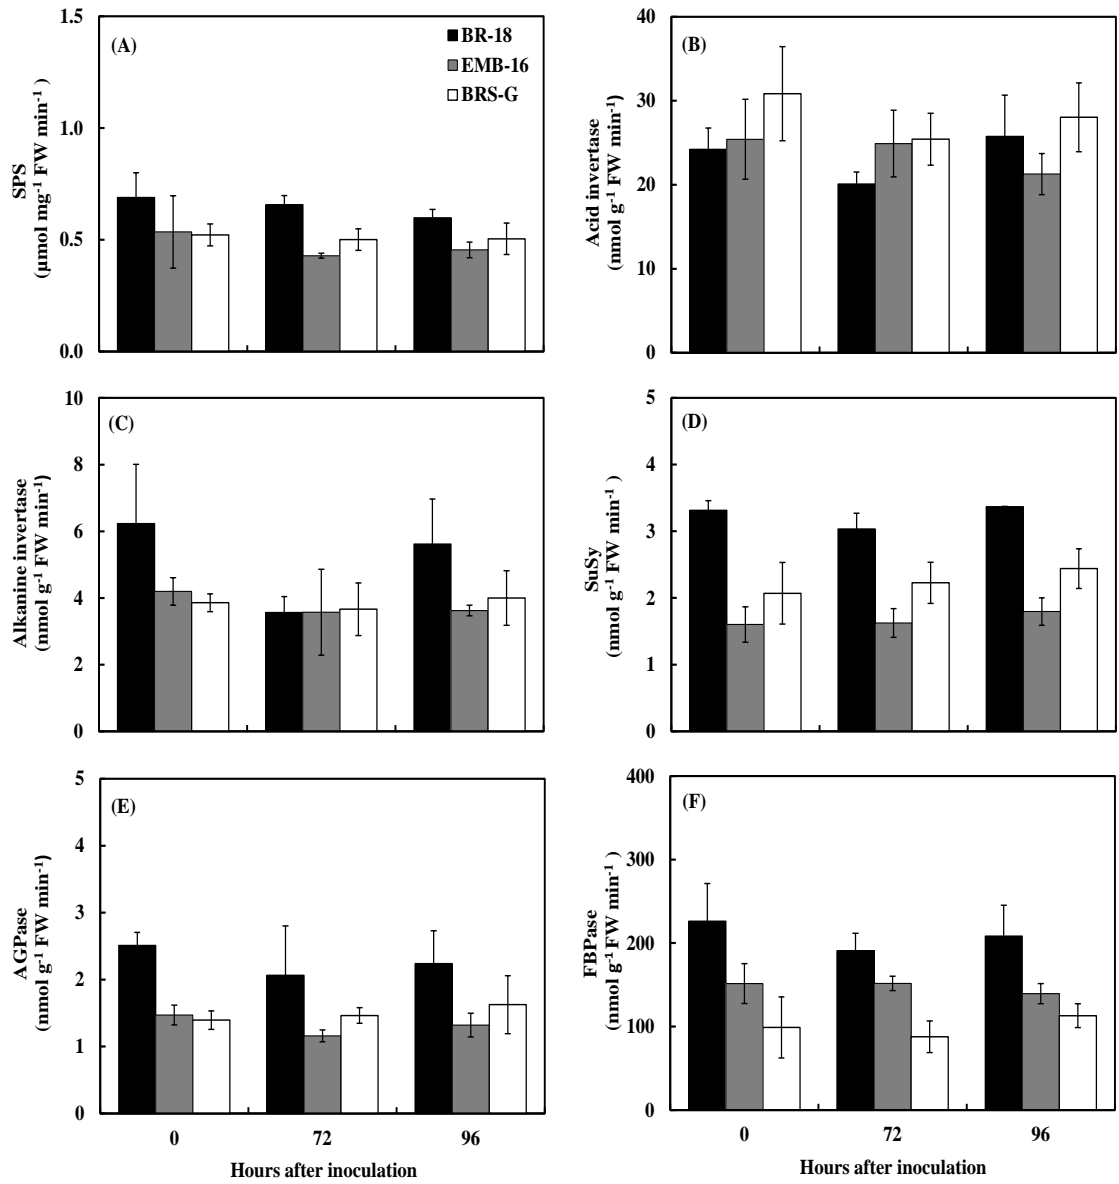 (A)
BR-18
EMB-16
BRS-G
SPS
(µmol mg-1 FW min-1 )
1.5
1.0
0.5
0.0
(B)
Acid invertase
(nmol g-1 FW min-1)
40
30
20
10
0
(C)
Alkanine invertase
(nmol g-1 FW min-1)
10
8
6
4
2
0
(D)
SuSy
(nmol g-1 FW min-1 )
5
4
3
2
1
0
(E)
AGPase
(nmol g-1 FW min-1)
5
4
3
2
1
0
0 72 96
Hours after inoculation
(F)
FBPase
(nmol g-1 FW min-1 )
400
300
200
100
0
0 72 96
Hours after inoculation